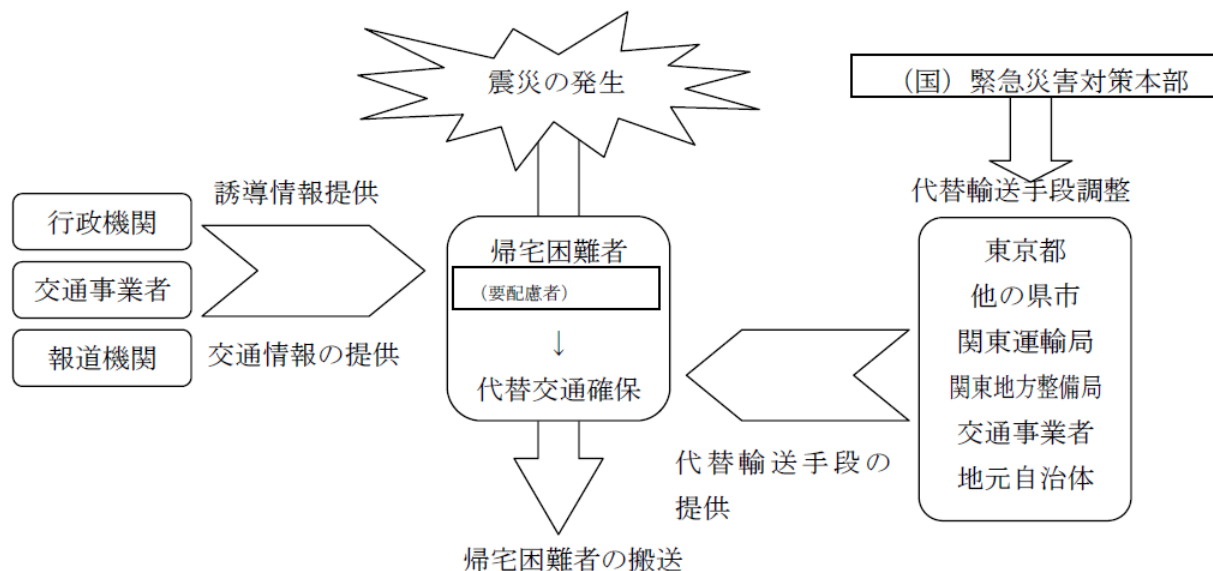 震災の発生
(国)緊急災害対策本部
代替輸送手段調整
誘導情報提供
行政機関
交通事業者
報道機関
交通情報の提供
帰宅困難者
(要配慮者)
↓
代替交通確保
東京都
他の県市
関東運輸局
関東地方整備局
交通事業者
地元自治体
代替輸送手段の
提供
帰宅困難者の搬送